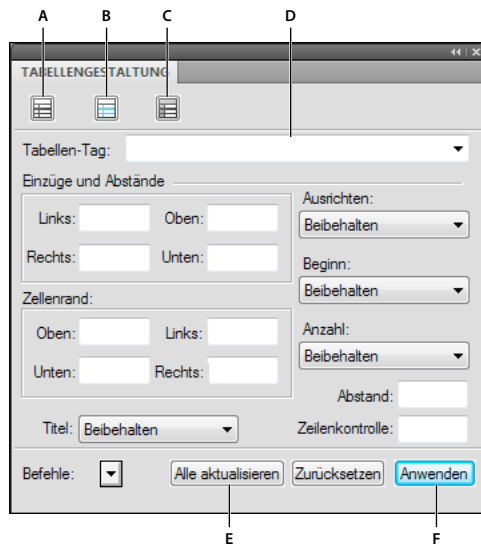 A B C D
TABELLENGESTALTUNG
Tabellen-Tag:
Einzüge und Abstände
Links: Oben:
Rechts: Unten:
Ausrichten:
Beibehalten
Beginn:
Beibehalten
Zellenrand:
Oben: Links:
Unten: Rechts:
Anzahl:
Beibehalten
Abstand:
Titel: Beibehalten
Zeilenkontrolle:
Befehle: Alle aktualisieren Zurücksetzen Anwenden
E F